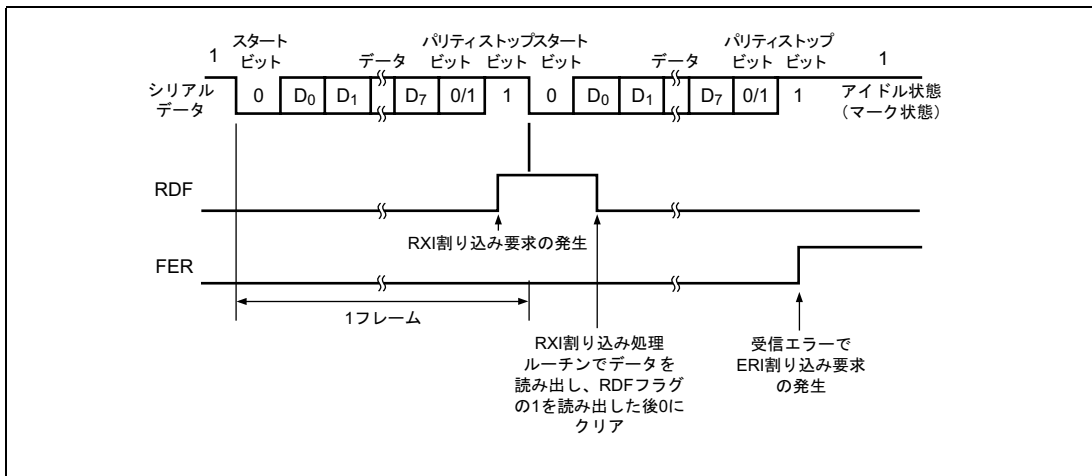 1 スタートビット データ パリティビット ストップビット スタートビット データ パリティビット ストップビット 1
シリアルデータ 0 D0 D1 D7 0/1 1 0 D0 D1 D7 0/1 1 アイドル状態(マーク状態)
RDF
RXI割り込み要求の発生
FER
1フレーム
RXI割り込み処理
ルーチンでデータを
読み出し、RDFフラグ
の1を読み出した後0に
クリア
受信エラーで
ERI割り込み要求
の発生